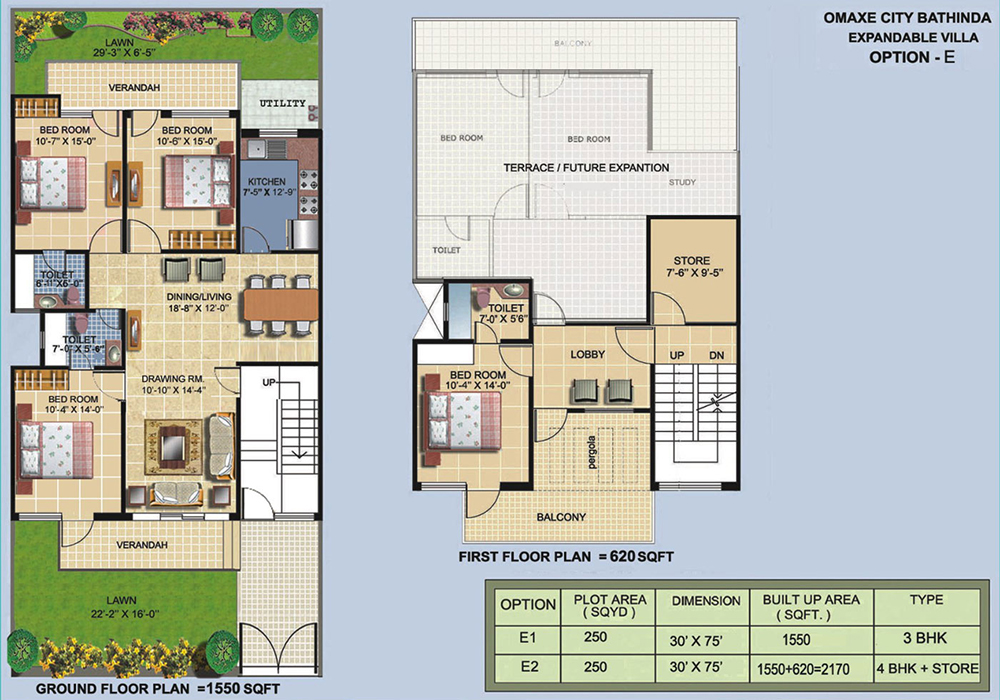 OMAXE CITY BATHINDA
EXPANDABLE VILLA
OPTION - E
LAWN
29'-3" X 6'-5"
VERANDAH
UTILITY
BED ROOM
10'-7" X 15'-0"
BED ROOM
10'-6" X 15'-0"
KITCHEN
7'-5" X 12'-9"
TOILET
6'-1" X 6'-0"
DINING/LIVING
18'-8" X 12'-0"
TOILET
7'-0" X 5'-6"
DRAWING RM.
10'-10" X 14'-4"
BED ROOM
10'-4" X 14'-0"
UP
VERANDAH
LAWN
22'-2" X 16'-0"
GROUND FLOOR PLAN =1550 SQFT
BALCONY
BED ROOM
BED ROOM
TERRACE / FUTURE EXPANTION
STUDY
TOILET
STORE
7'-6" X 9'-5"
TOILET
7'-0" X 5'6"
LOBBY
UP DN
BED ROOM
10'-4" X 14'-0"
pergola
BALCONY
FIRST FLOOR PLAN = 620 SQFT
OPTION PLOT AREA DIMENSION BUILT UP AREA TYPE
( SQYD ) ( SQFT. )
E1 250 30' X 75' 1550 3 BHK
E2 250 30' X 75' 1550+620=2170 4 BHK + STORE